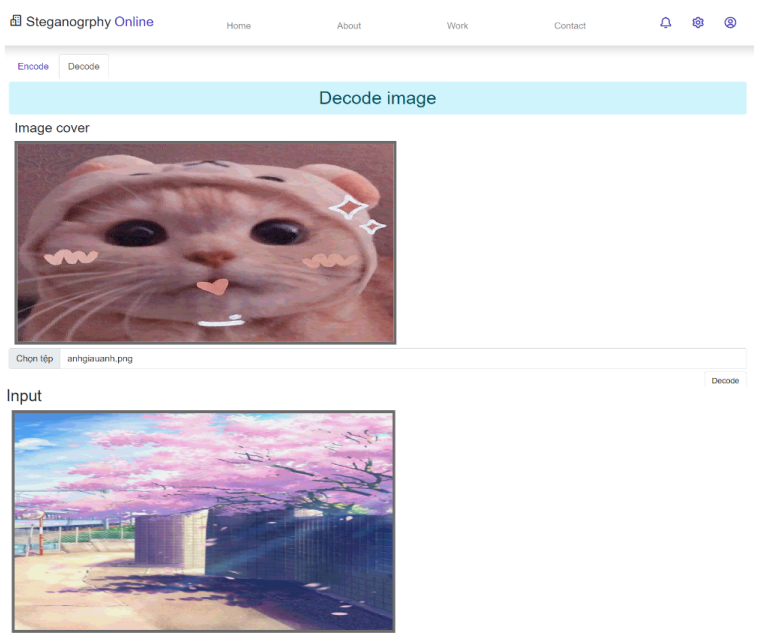 Steganogrphy Online
Home
About
Work
Contact
Encode
Decode
Decode image
Image cover
Chọn tệp
anhgiauanh.png
Decode
Input